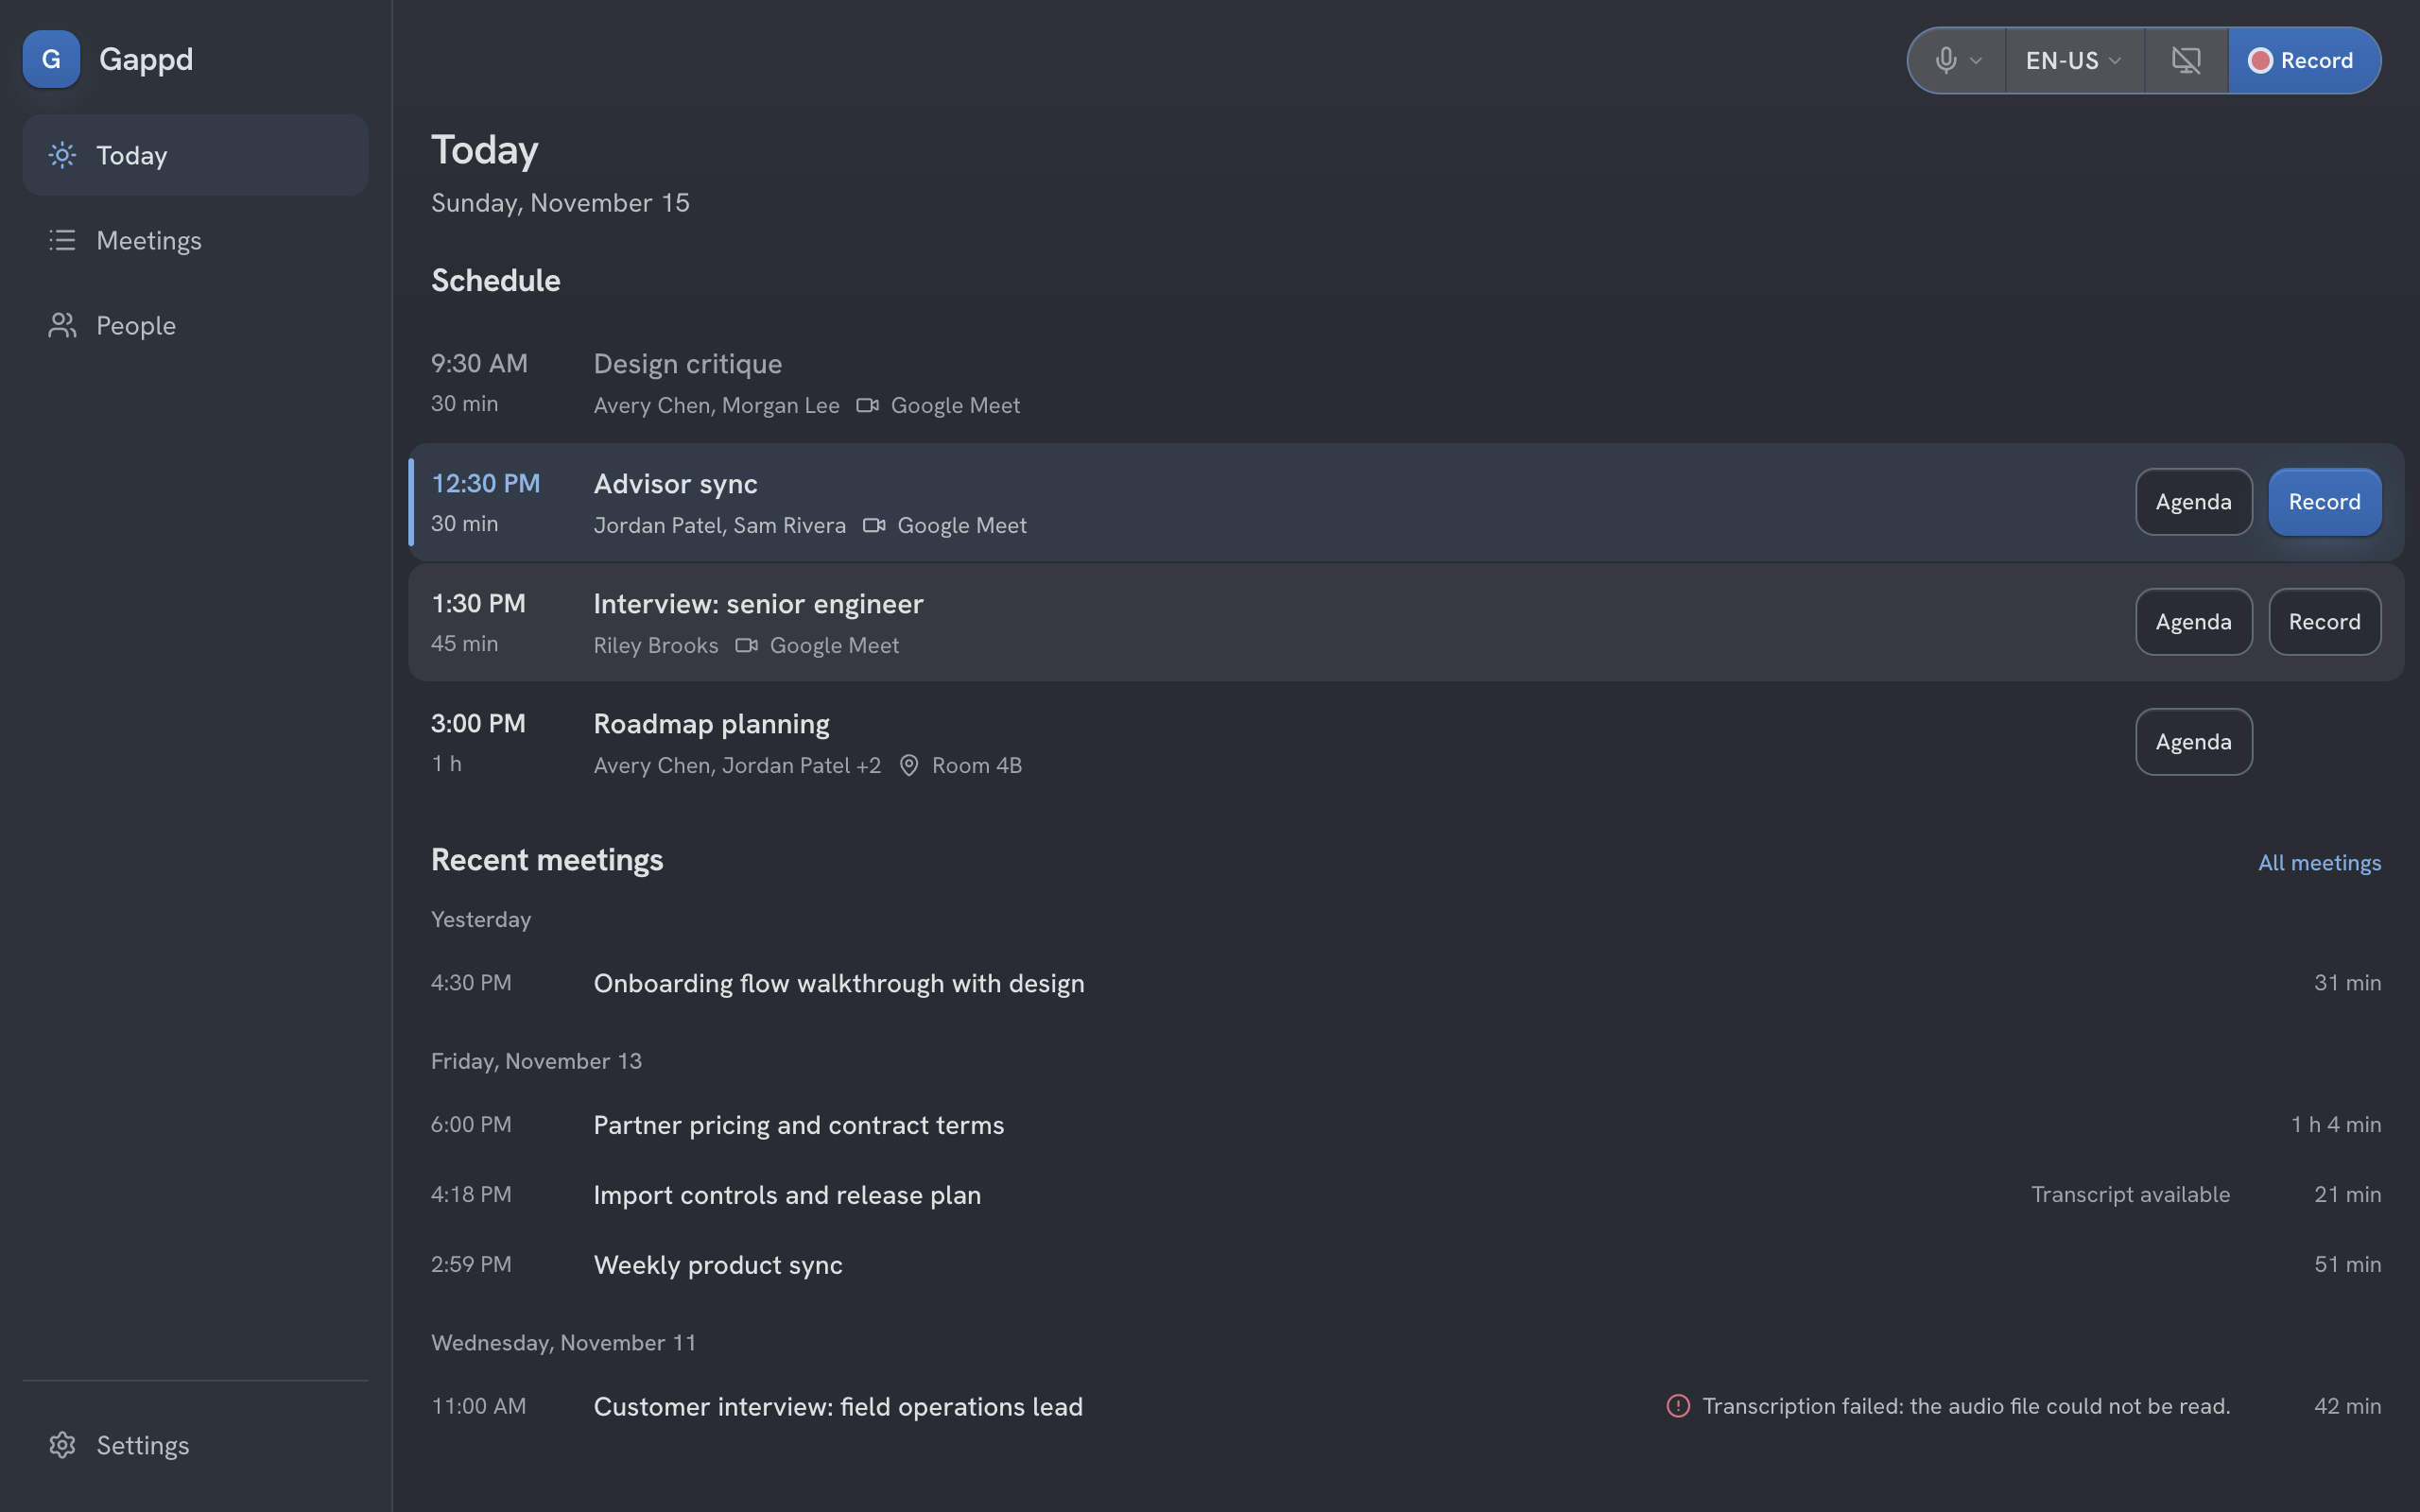 G Gappd
Today
Meetings
People
Settings
EN-US Record
Today
Sunday, November 15
Schedule
9:30 AM Design critique
30 min Avery Chen, Morgan Lee Google Meet
12:30 PM Advisor sync
30 min Jordan Patel, Sam Rivera Google Meet
Agenda Record
1:30 PM Interview: senior engineer
45 min Riley Brooks Google Meet
Agenda Record
3:00 PM Roadmap planning
1 h Avery Chen, Jordan Patel +2 Room 4B
Agenda
Recent meetings All meetings
Yesterday
4:30 PM Onboarding flow walkthrough with design 31 min
Friday, November 13
6:00 PM Partner pricing and contract terms 1 h 4 min
4:18 PM Import controls and release plan Transcript available 21 min
2:59 PM Weekly product sync 51 min
Wednesday, November 11
11:00 AM Customer interview: field operations lead Transcription failed: the audio file could not be read. 42 min